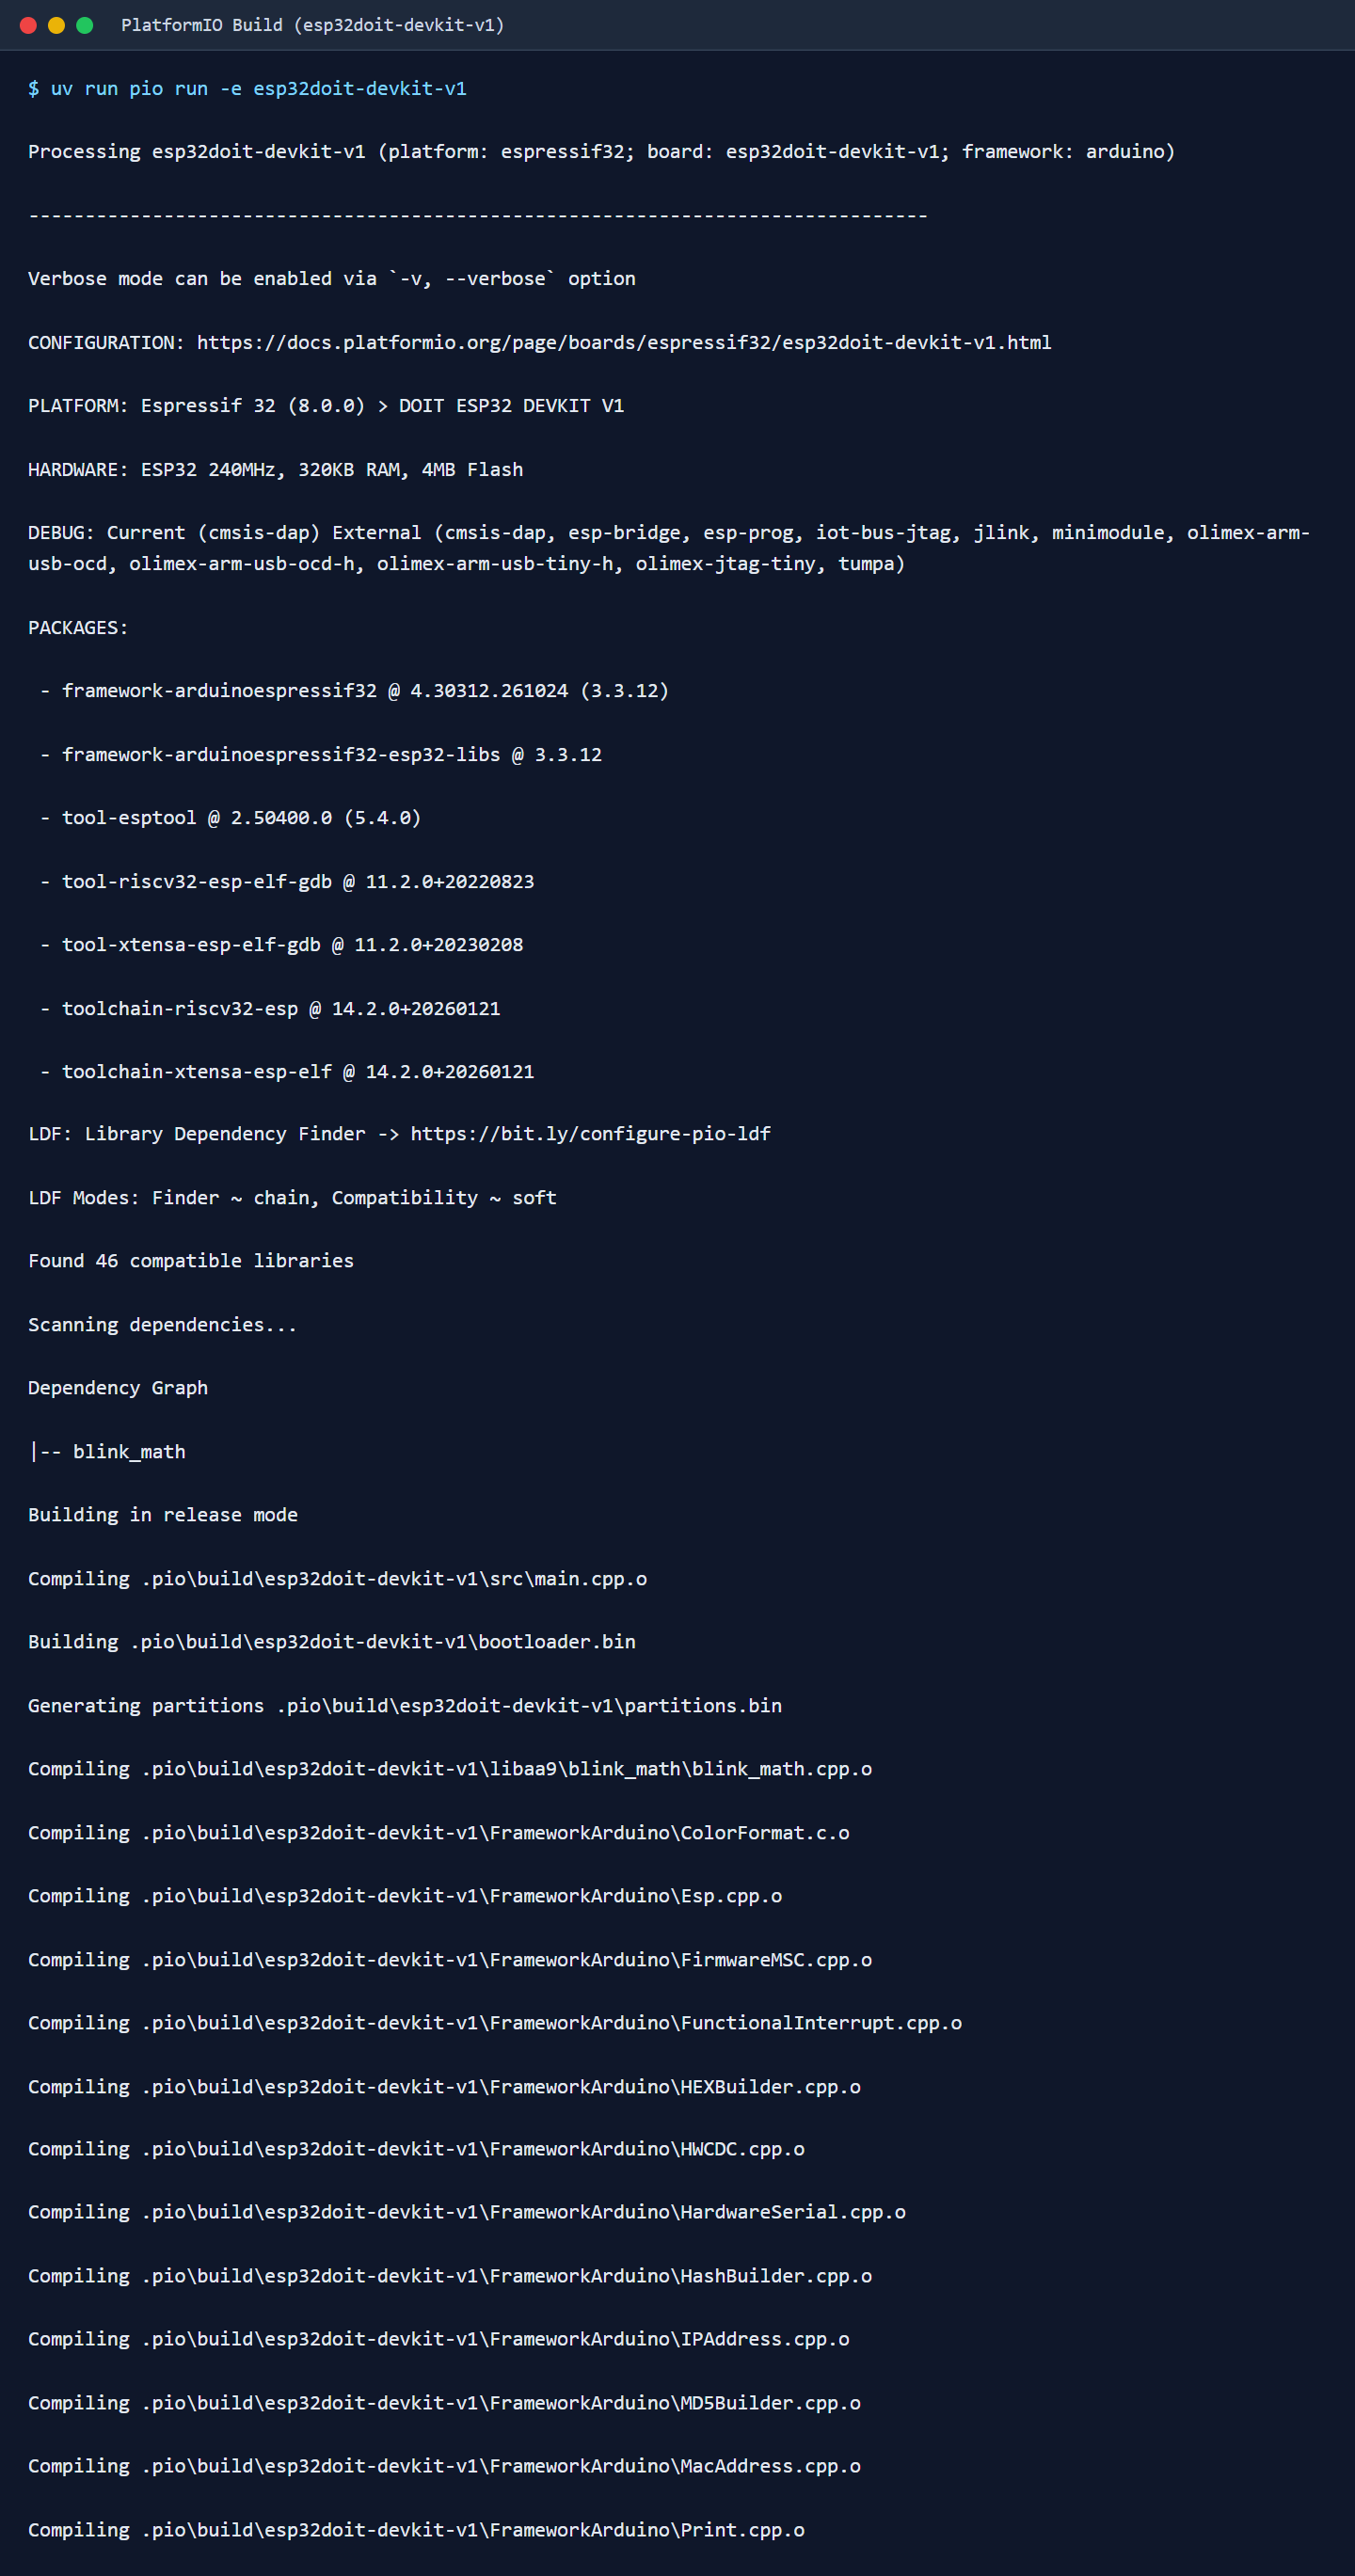 PlatformIO Build (esp32doit-devkit-v1)
$ uv run pio run -e esp32doit-devkit-v1
Processing esp32doit-devkit-v1 (platform: espressif32; board: esp32doit-devkit-v1; framework: arduino)
--------------------------------------------------------------------------------
Verbose mode can be enabled via `-v, --verbose` option
CONFIGURATION: https://docs.platformio.org/page/boards/espressif32/esp32doit-devkit-v1.html
PLATFORM: Espressif 32 (8.0.0) > DOIT ESP32 DEVKIT V1
HARDWARE: ESP32 240MHz, 320KB RAM, 4MB Flash
DEBUG: Current (cmsis-dap) External (cmsis-dap, esp-bridge, esp-prog, iot-bus-jtag, jlink, minimodule, olimex-arm-
usb-ocd, olimex-arm-usb-ocd-h, olimex-arm-usb-tiny-h, olimex-jtag-tiny, tumpa)
PACKAGES:
- framework-arduinoespressif32 @ 4.30312.261024 (3.3.12)
- framework-arduinoespressif32-esp32-libs @ 3.3.12
- tool-esptool @ 2.50400.0 (5.4.0)
- tool-riscv32-esp-elf-gdb @ 11.2.0+20220823
- tool-xtensa-esp-elf-gdb @ 11.2.0+20230208
- toolchain-riscv32-esp @ 14.2.0+20260121
- toolchain-xtensa-esp-elf @ 14.2.0+20260121
LDF: Library Dependency Finder -> https://bit.ly/configure-pio-ldf
LDF Modes: Finder ~ chain, Compatibility ~ soft
Found 46 compatible libraries
Scanning dependencies...
Dependency Graph
|-- blink_math
Building in release mode
Compiling .pio\build\esp32doit-devkit-v1\src\main.cpp.o
Building .pio\build\esp32doit-devkit-v1\bootloader.bin
Generating partitions .pio\build\esp32doit-devkit-v1\partitions.bin
Compiling .pio\build\esp32doit-devkit-v1\libaa9\blink_math\blink_math.cpp.o
Compiling .pio\build\esp32doit-devkit-v1\FrameworkArduino\ColorFormat.c.o
Compiling .pio\build\esp32doit-devkit-v1\FrameworkArduino\Esp.cpp.o
Compiling .pio\build\esp32doit-devkit-v1\FrameworkArduino\FirmwareMSC.cpp.o
Compiling .pio\build\esp32doit-devkit-v1\FrameworkArduino\FunctionalInterrupt.cpp.o
Compiling .pio\build\esp32doit-devkit-v1\FrameworkArduino\HEXBuilder.cpp.o
Compiling .pio\build\esp32doit-devkit-v1\FrameworkArduino\HWCDC.cpp.o
Compiling .pio\build\esp32doit-devkit-v1\FrameworkArduino\HardwareSerial.cpp.o
Compiling .pio\build\esp32doit-devkit-v1\FrameworkArduino\HashBuilder.cpp.o
Compiling .pio\build\esp32doit-devkit-v1\FrameworkArduino\IPAddress.cpp.o
Compiling .pio\build\esp32doit-devkit-v1\FrameworkArduino\MD5Builder.cpp.o
Compiling .pio\build\esp32doit-devkit-v1\FrameworkArduino\MacAddress.cpp.o
Compiling .pio\build\esp32doit-devkit-v1\FrameworkArduino\Print.cpp.o